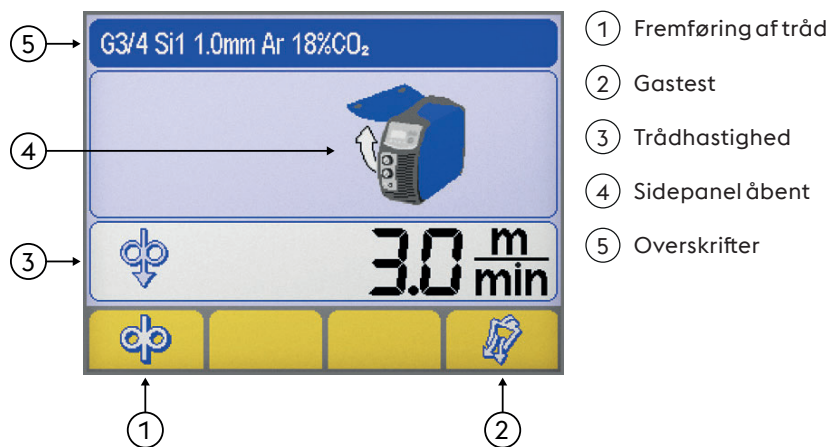 5
G3/4 Si1 1.0mm Ar 18%CO₂
4
3
3.0 m/min
1
2
1 Fremføring af tråd
2 Gastest
3 Trådhastighed
4 Sidepanel åbent
5 Overskrifter